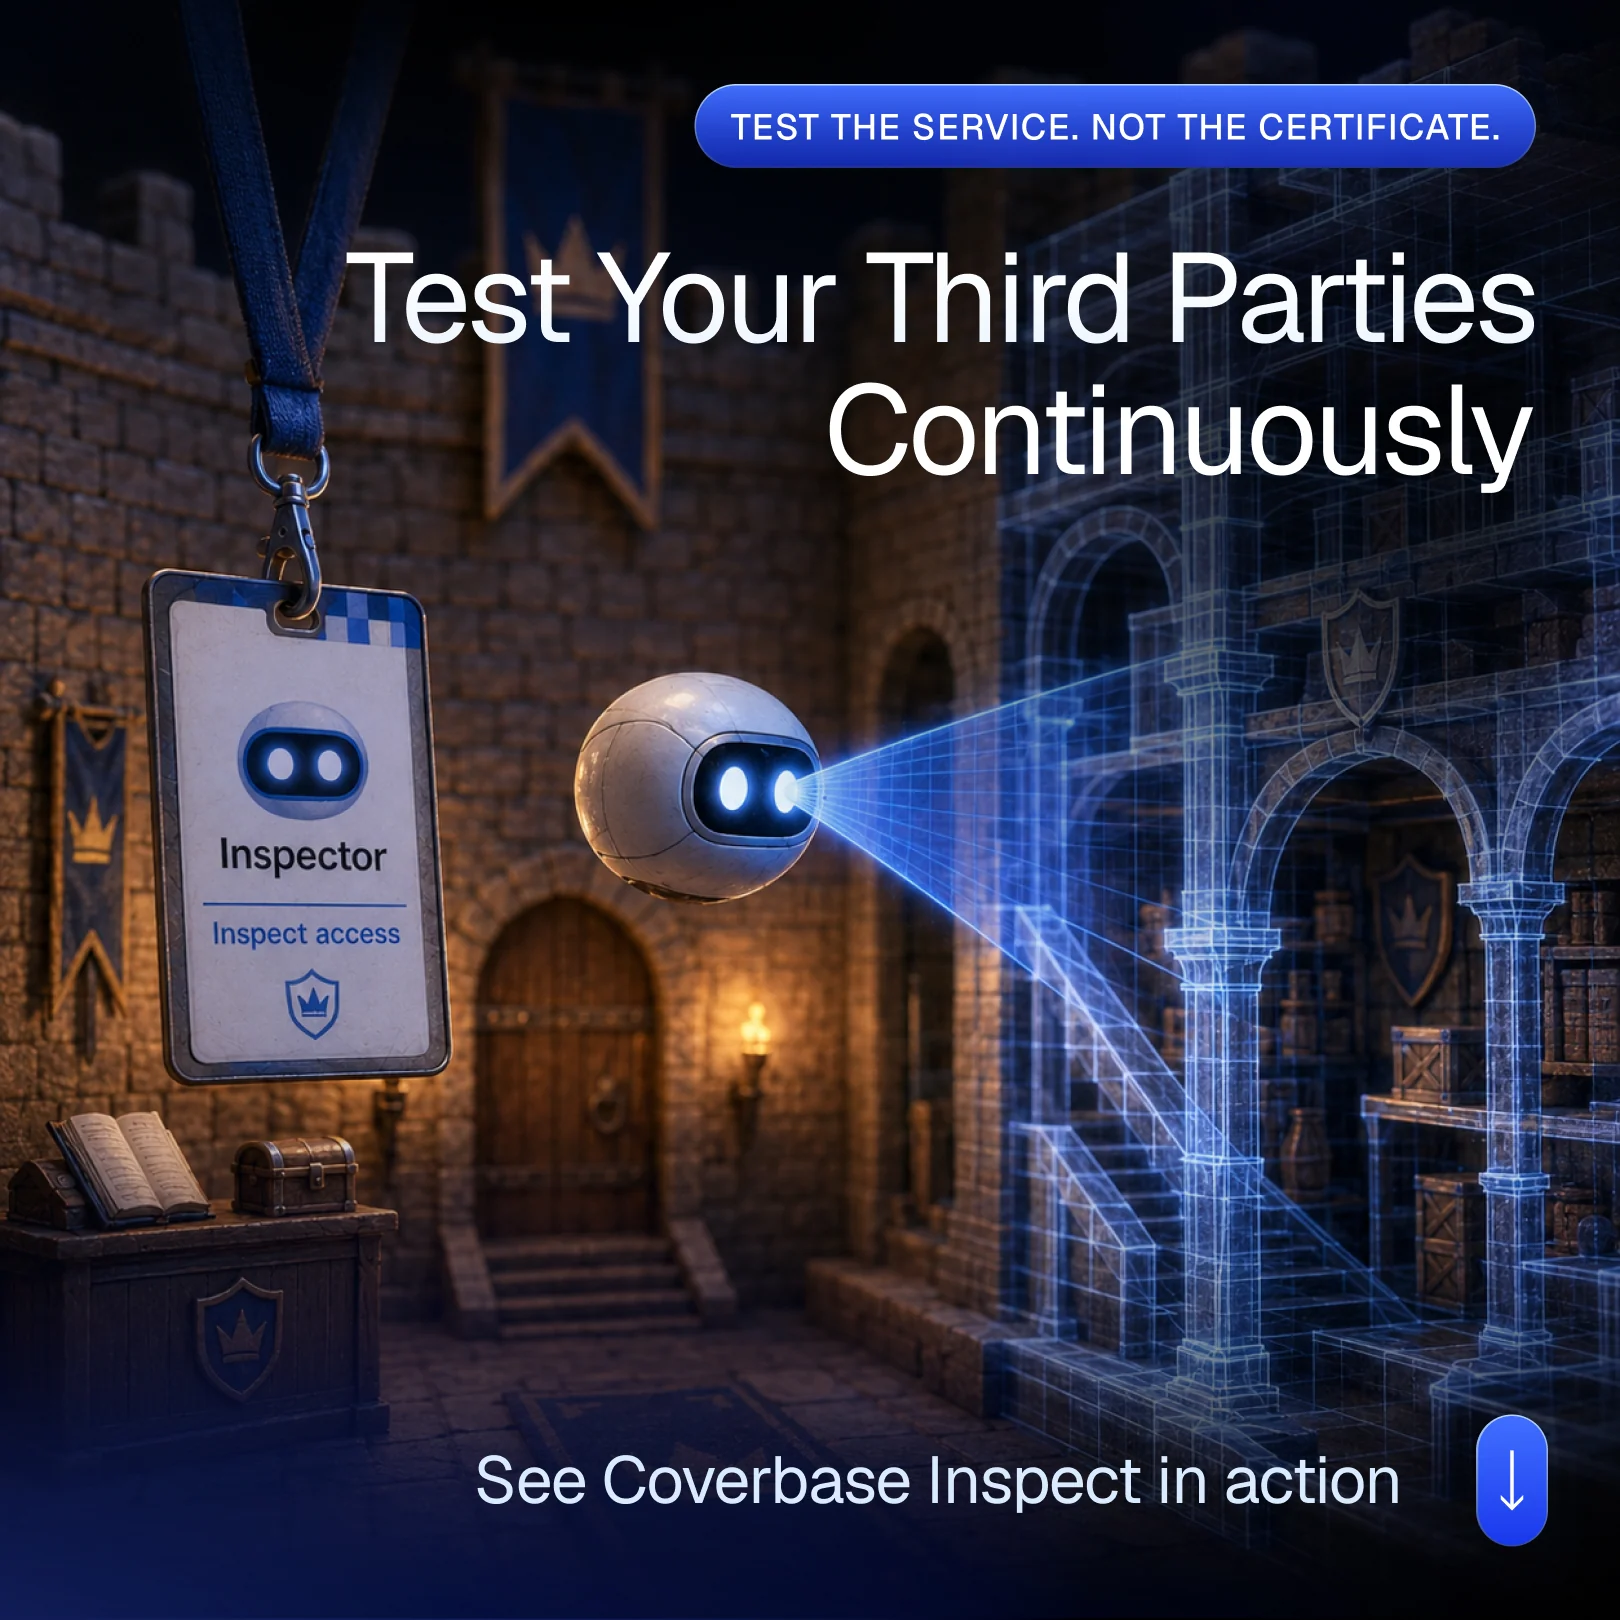 TEST THE SERVICE. NOT THE CERTIFICATE.
Test Your Third Parties
Continuously
Inspector
Inspect access
See Coverbase Inspect in action